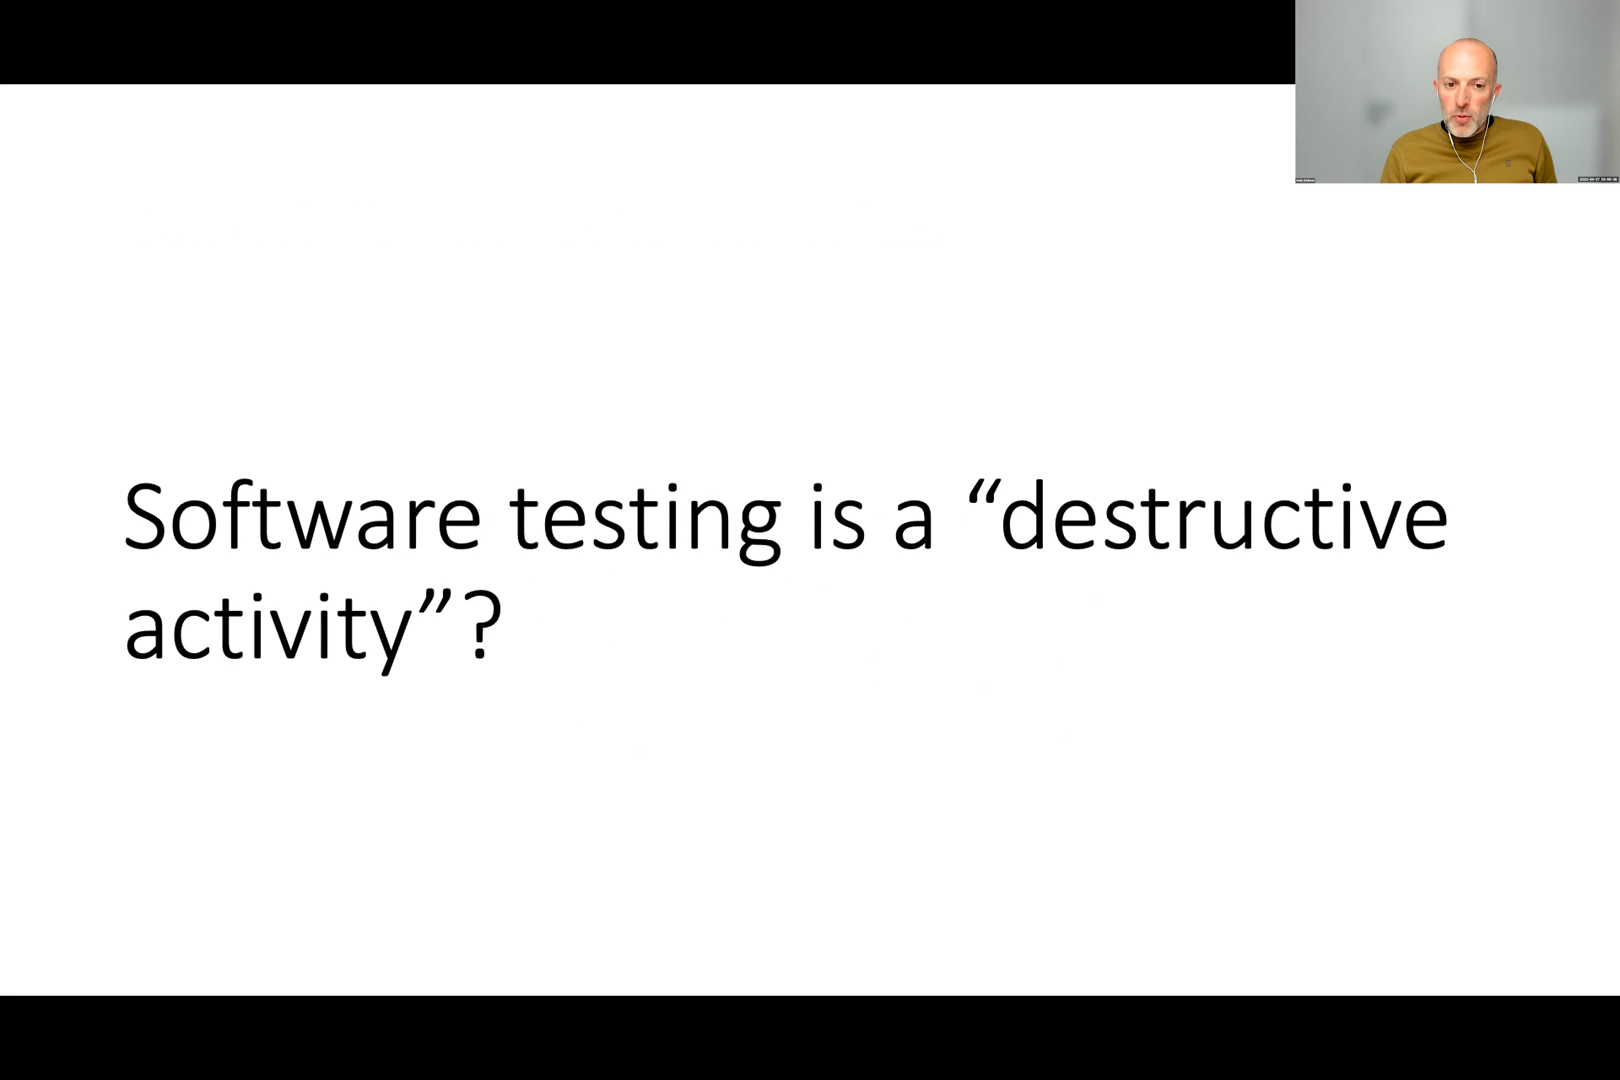 Software testing is a “destructive
activity”?